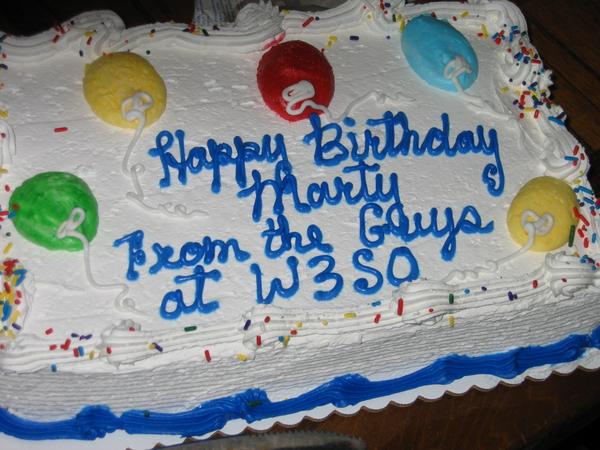 Happy Birthday
Marty
From the Guys
at W3SO